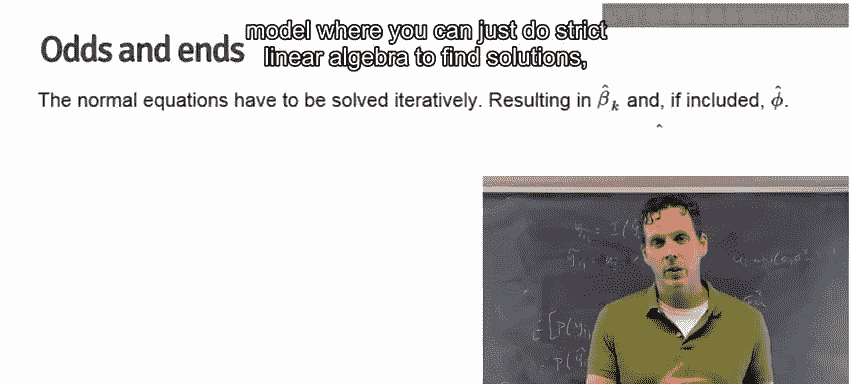 Odds and ends
model where you can just do strict
linear algebra to find solutions,
The normal equations have to be solved iteratively. Resulting in β̂ₖ and, if included, φ̂.